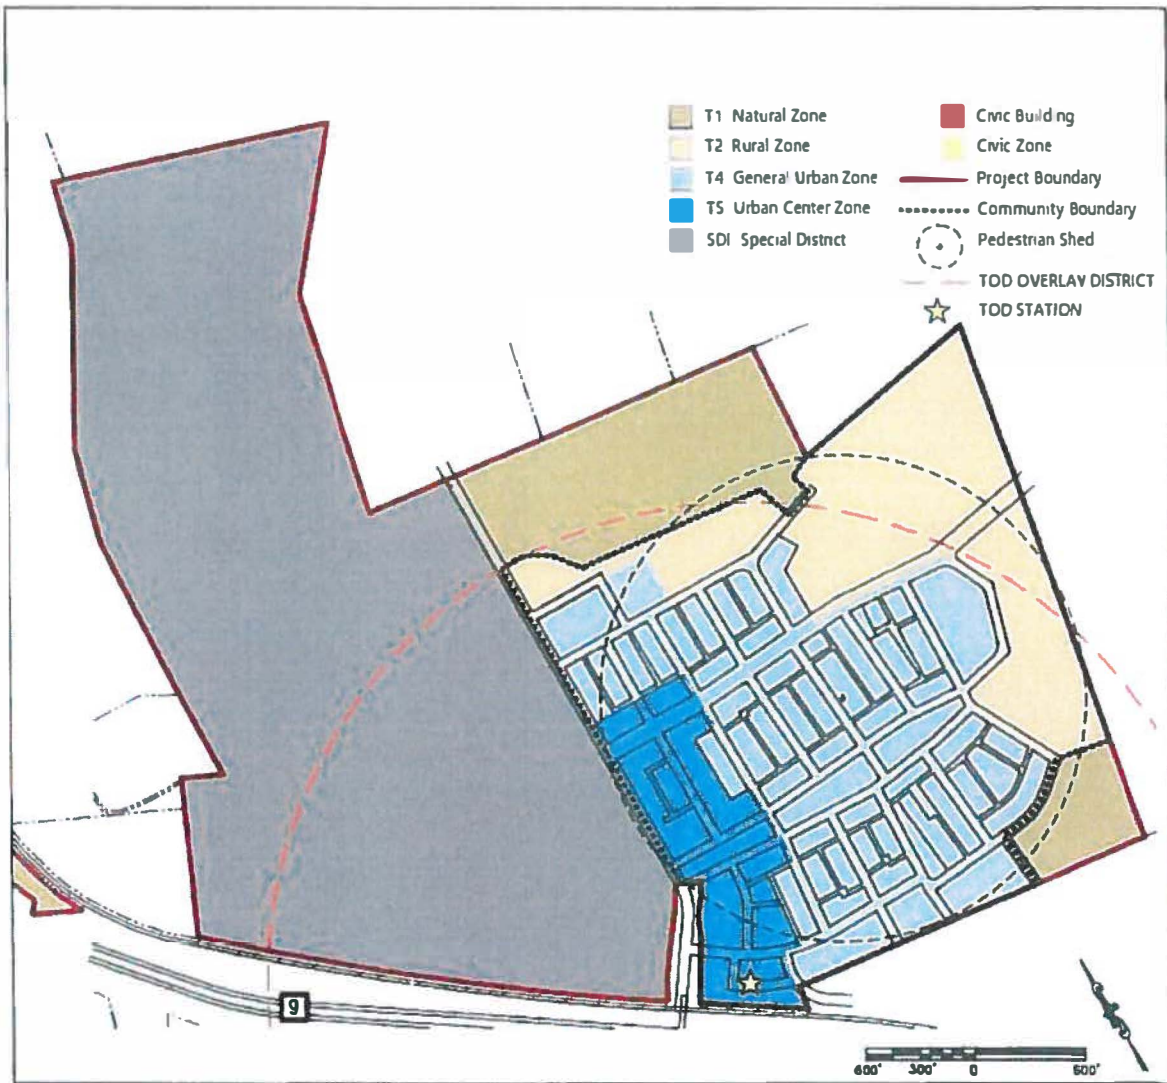 T1 Natural Zone
T2 Rural Zone
T4 General Urban Zone
T5 Urban Center Zone
SDI Special District
Civic Building
Civic Zone
Project Boundary
Community Boundary
Pedestrian Shed
TOD OVERLAY DISTRICT
TOD STATION
9
600' 300' 0 600'